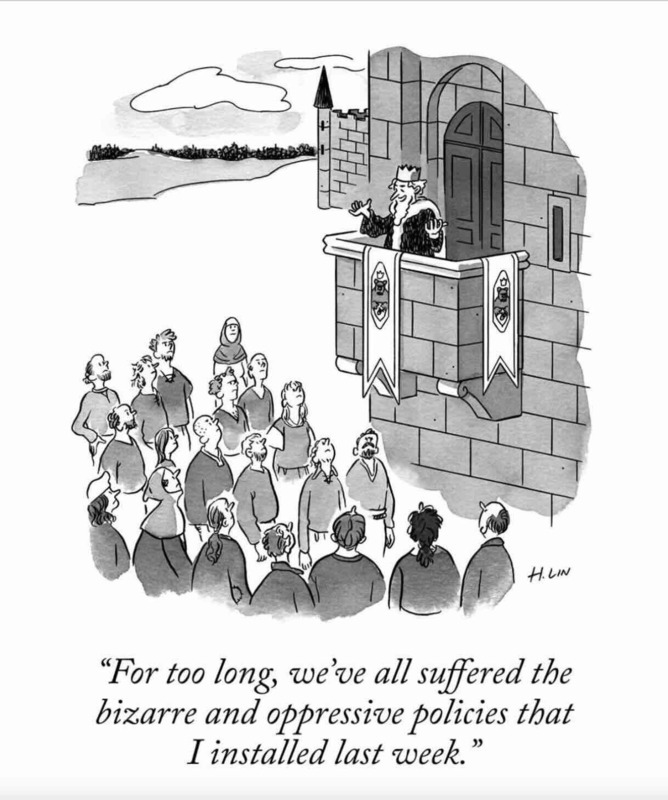 H. LIN
“For too long, we’ve all suffered the
bizarre and oppressive policies that
I installed last week.”